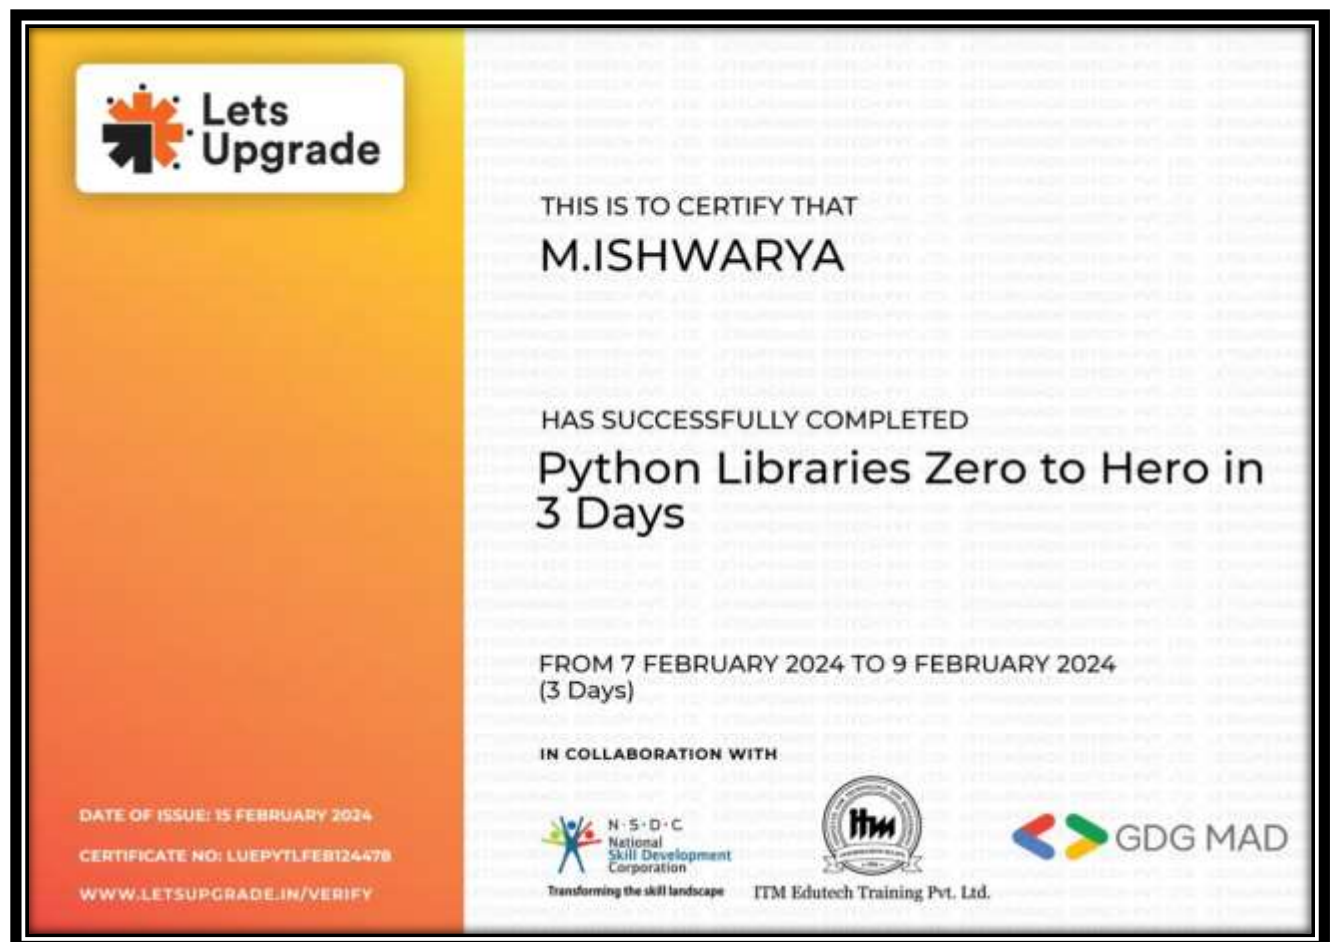 Lets
Upgrade
THIS IS TO CERTIFY THAT
M.ISHWARYA
HAS SUCCESSFULLY COMPLETED
Python Libraries Zero to Hero in
3 Days
FROM 7 FEBRUARY 2024 TO 9 FEBRUARY 2024
(3 Days)
IN COLLABORATION WITH
N·S·D·C
National
Skill Development
Corporation
Transforming the skill landscape
itm
ITM Edutech Training Pvt. Ltd.
GDG MAD
DATE OF ISSUE: 15 FEBRUARY 2024
CERTIFICATE NO: LUEPYTLFEB124478
WWW.LETSUPGRADE.IN/VERIFY